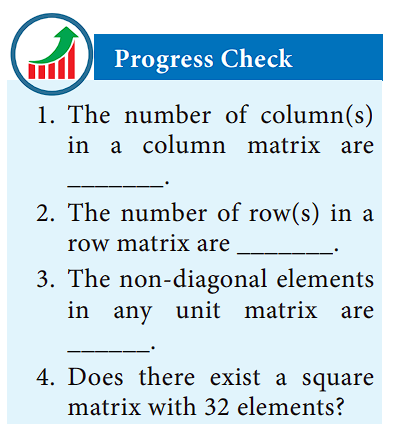 Progress Check
1. The number of column(s)
in a column matrix are
_______.
2. The number of row(s) in a
row matrix are _______.
3. The non-diagonal elements
in any unit matrix are
______.
4. Does there exist a square
matrix with 32 elements?